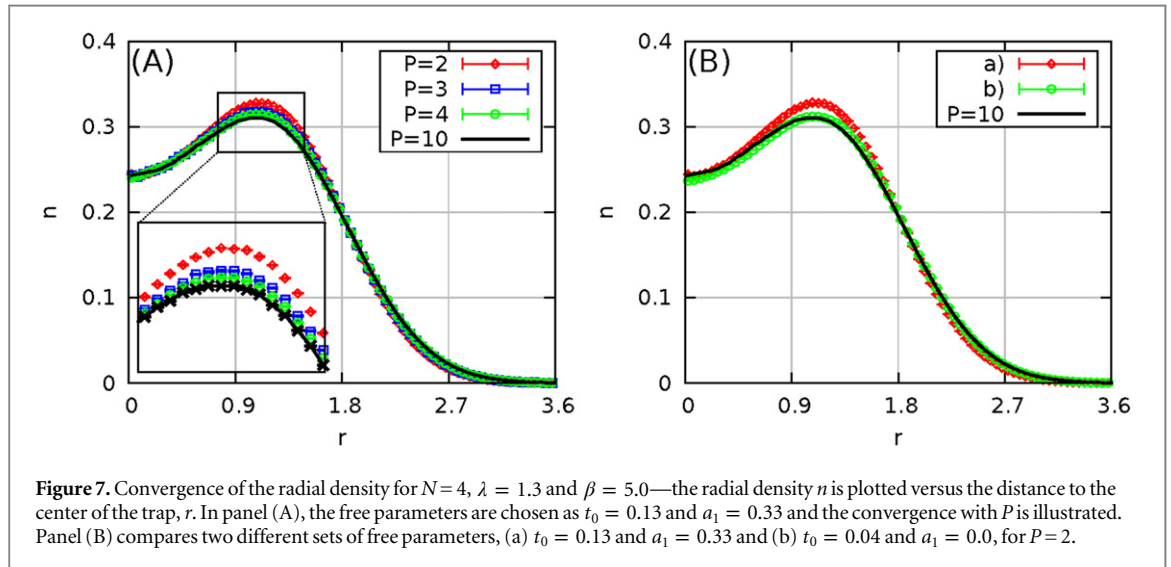 (A)
P=2
P=3
P=4
P=10
0.4
0.3
0.2
0.1
0
n
0 0.9 1.8 2.7 3.6
r
(B)
a)
b)
P=10
0.4
0.3
0.2
0.1
0
n
0 0.9 1.8 2.7 3.6
r
Figure 7. Convergence of the radial density for N = 4, λ = 1.3 and β = 5.0—the radial density n is plotted versus the distance to the
center of the trap, r. In panel (A), the free parameters are chosen as t₀ = 0.13 and a₁ = 0.33 and the convergence with P is illustrated.
Panel (B) compares two different sets of free parameters, (a) t₀ = 0.13 and a₁ = 0.33 and (b) t₀ = 0.04 and a₁ = 0.0, for P = 2.